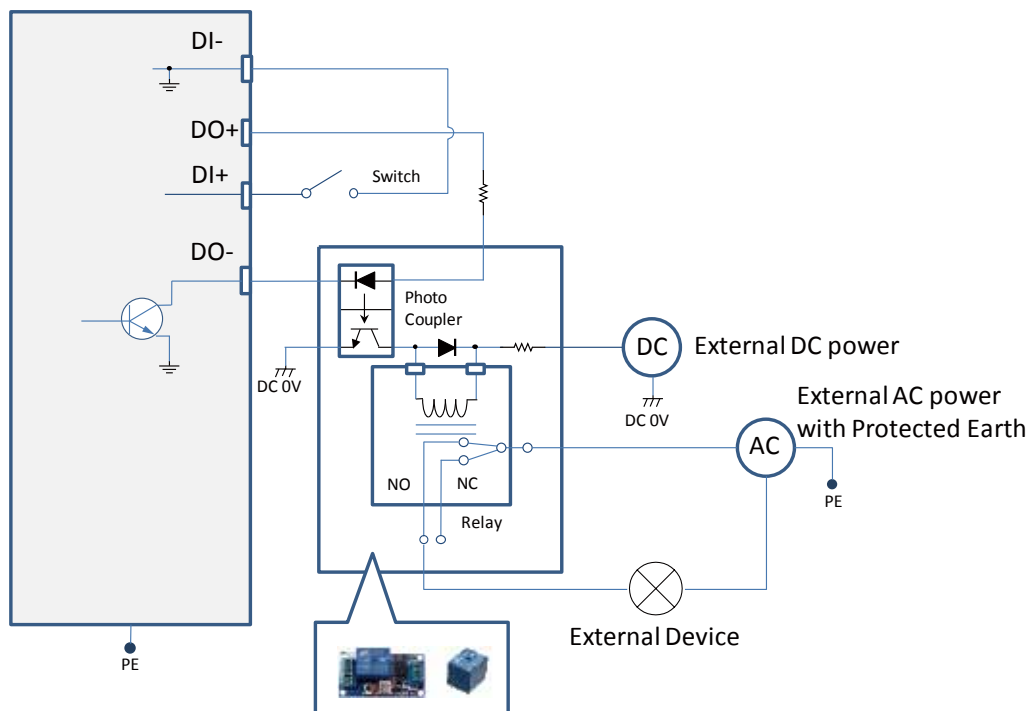 DI-
DO+
DI+
Switch
DO-
Photo
Coupler
DC 0V
DC
External DC power
DC 0V
External AC power
with Protected Earth
AC
PE
NO
NC
Relay
External Device
PE